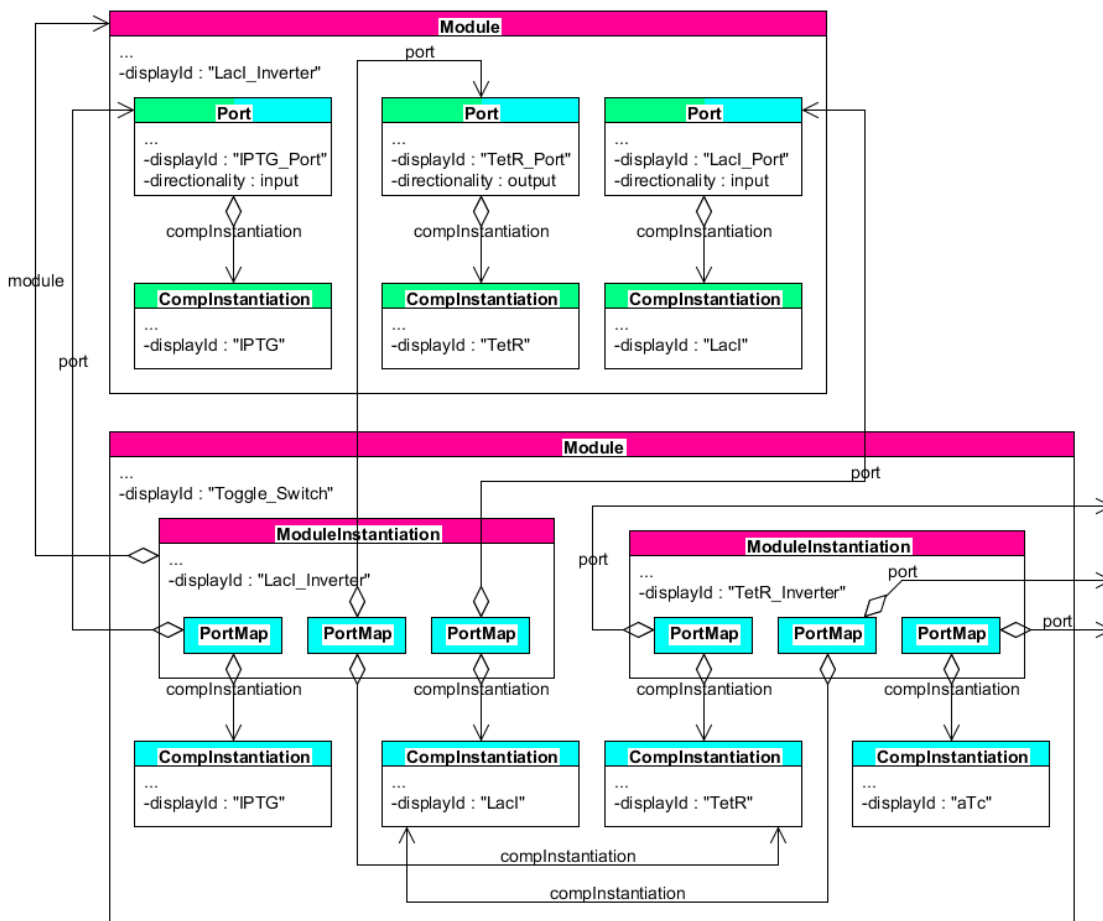 Module
port
...
-displayId : "LacI_Inverter"
Port
Port
Port
...
-displayId : "IPTG_Port"
-directionality : input
...
-displayId : "TetR_Port"
-directionality : output
...
-displayId : "LacI_Port"
-directionality : input
compInstantiation
compInstantiation
compInstantiation
module
CompInstantiation
CompInstantiation
CompInstantiation
...
-displayId : "IPTG"
...
-displayId : "TetR"
...
-displayId : "LacI"
port
Module
...
-displayId : "Toggle_Switch"
port
ModuleInstantiation
...
-displayId : "LacI_Inverter"
port
ModuleInstantiation
...
-displayId : "TetR_Inverter"
port
PortMap
PortMap
PortMap
PortMap
PortMap
PortMap
port
compInstantiation
compInstantiation
compInstantiation
compInstantiation
CompInstantiation
CompInstantiation
CompInstantiation
CompInstantiation
...
-displayId : "IPTG"
...
-displayId : "LacI"
...
-displayId : "TetR"
...
-displayId : "aTc"
compInstantiation
compInstantiation